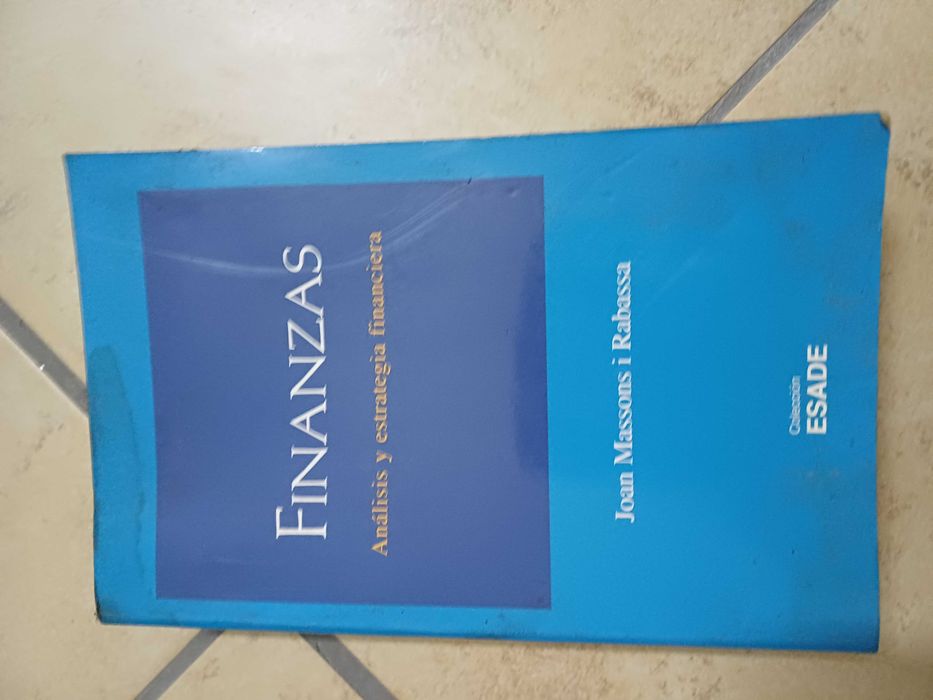 FINANZAS
Análisis y estrategia financiera
Joan Massons i Rabassa
Colección
ESADE